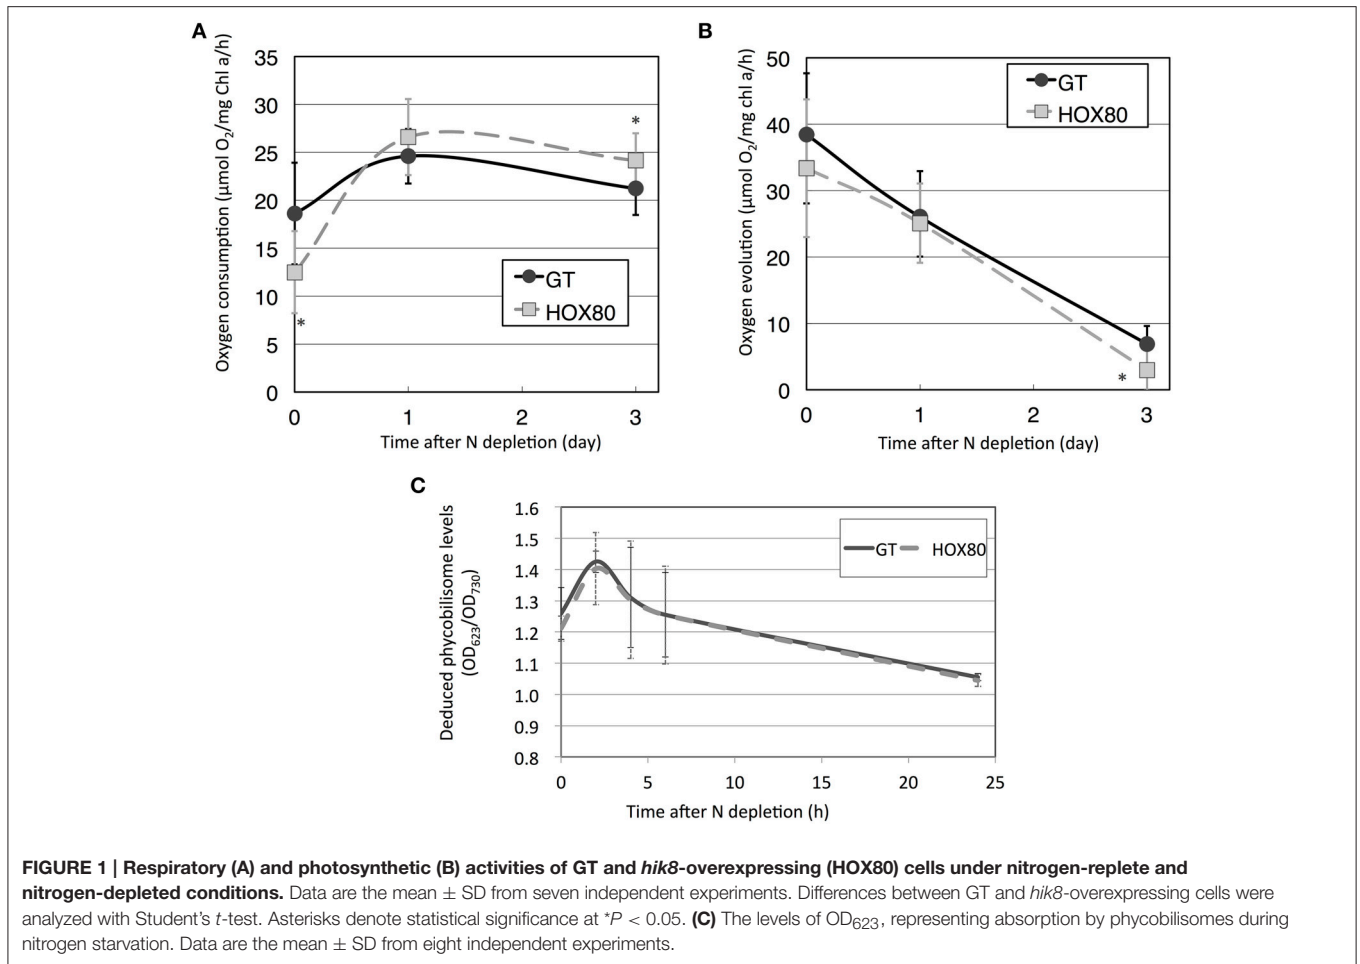 A
35
30
25
20
15
10
5
0
Oxygen consumption (µmol O2/mg Chl a/h)
*
*
GT
HOX80
0 1 2 3
Time after N depletion (day)
B
50
40
30
20
10
0
Oxygen evolution (µmol O2/mg chl a/h)
GT
HOX80
*
0 1 2 3
Time after N depletion (day)
C
1.6
1.5
1.4
1.3
1.2
1.1
1.0
0.9
0.8
Deduced phycobilisome levels
(OD623/OD730)
GT HOX80
0 5 10 15 20 25
Time after N depletion (h)
FIGURE 1 | Respiratory (A) and photosynthetic (B) activities of GT and hik8-overexpressing (HOX80) cells under nitrogen-replete and
nitrogen-depleted conditions. Data are the mean ± SD from seven independent experiments. Differences between GT and hik8-overexpressing cells were
analyzed with Student's t-test. Asterisks denote statistical significance at *P < 0.05. (C) The levels of OD623, representing absorption by phycobilisomes during
nitrogen starvation. Data are the mean ± SD from eight independent experiments.